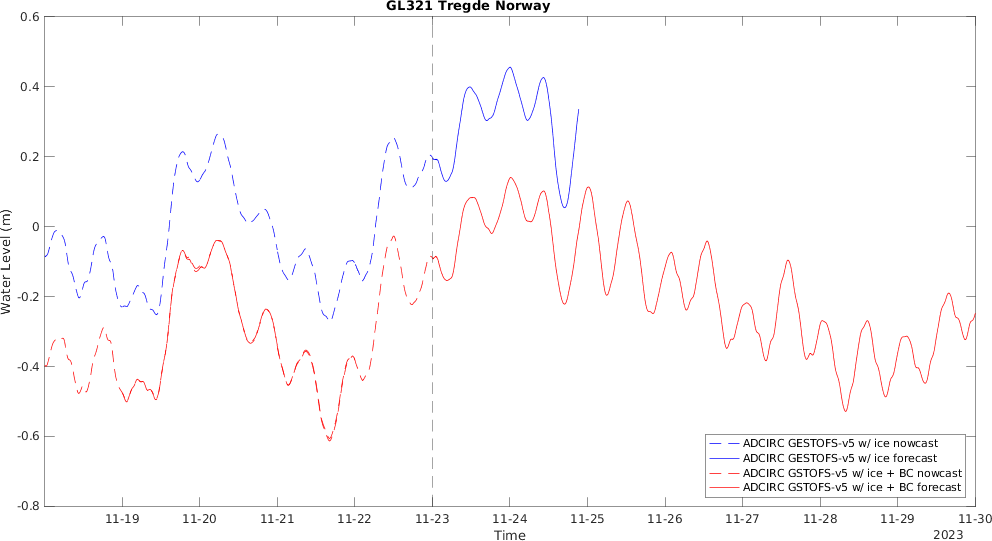 GL321 Tregde Norway
0.6
0.4
0.2
0
-0.2
-0.4
-0.6
-0.8
Water Level (m)
ADCIRC GESTOFS-v5 w/ ice nowcast
ADCIRC GESTOFS-v5 w/ ice forecast
ADCIRC GSTOFS-v5 w/ ice + BC nowcast
ADCIRC GSTOFS-v5 w/ ice + BC forecast
11-19 11-20 11-21 11-22 11-23 11-24 11-25 11-26 11-27 11-28 11-29 11-30
Time
2023